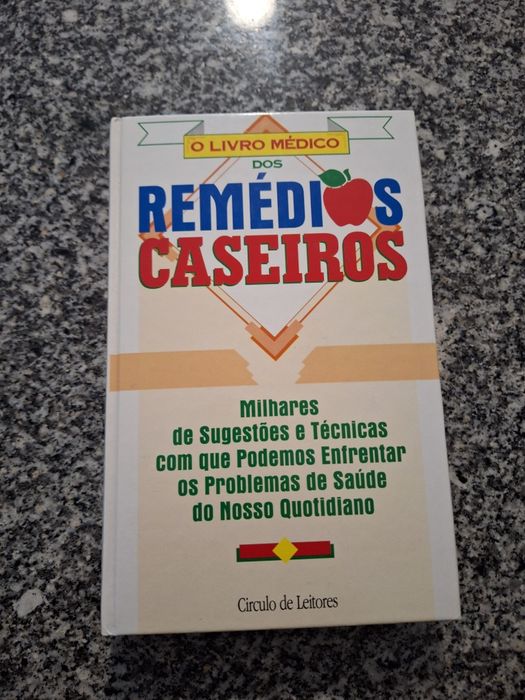 O LIVRO MÉDICO
DOS
REMÉDIOS
CASEIROS
Milhares
de Sugestões e Técnicas
com que Podemos Enfrentar
os Problemas de Saúde
do Nosso Quotidiano
Circulo de Leitores